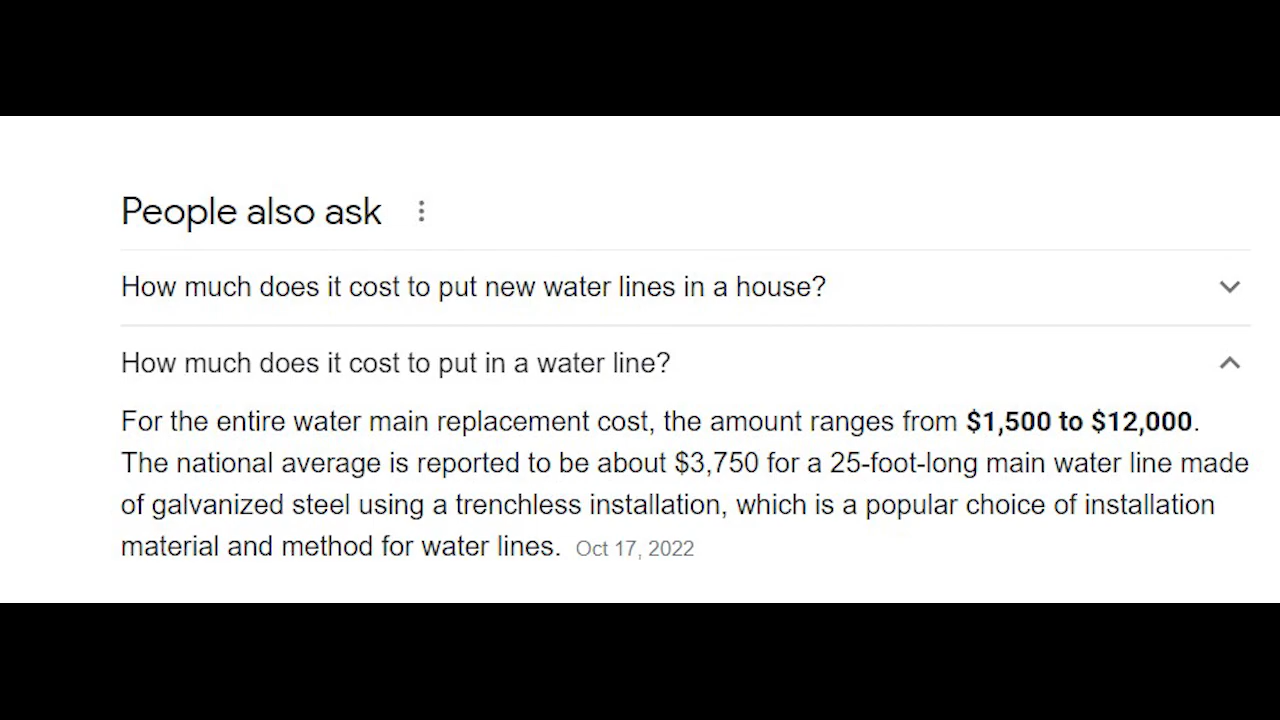 People also ask
How much does it cost to put new water lines in a house?
How much does it cost to put in a water line?
For the entire water main replacement cost, the amount ranges from $1,500 to $12,000.
The national average is reported to be about $3,750 for a 25-foot-long main water line made
of galvanized steel using a trenchless installation, which is a popular choice of installation
material and method for water lines. Oct 17, 2022